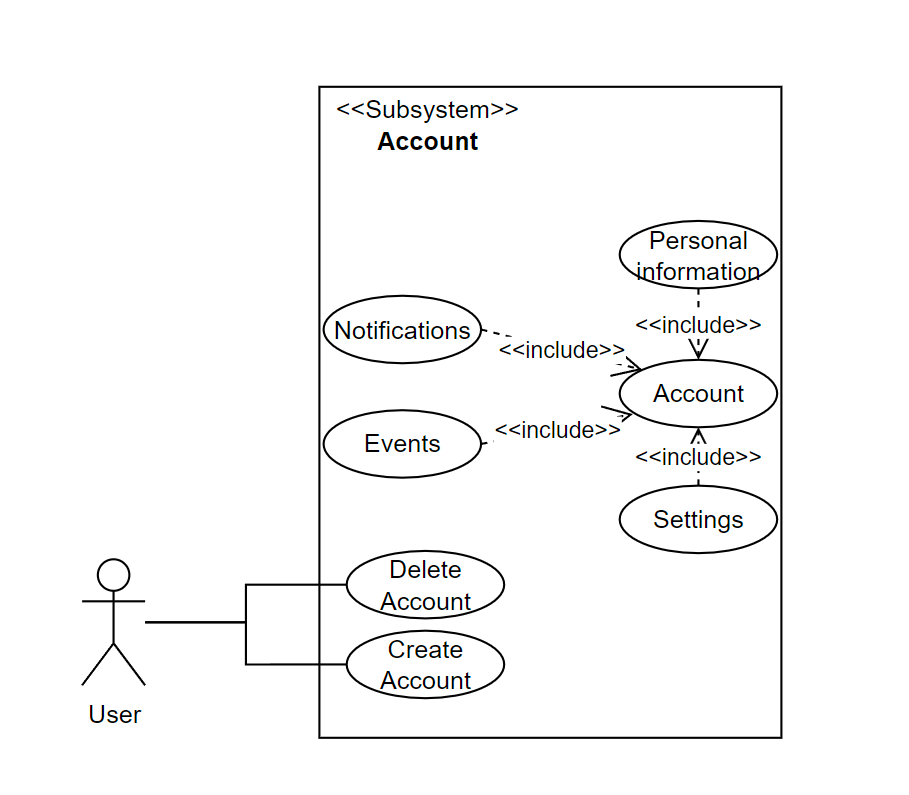 <<Subsystem>>
Account
Personal
information
<<include>>
Notifications
<<include>>
Account
<<include>>
Events
<<include>>
Settings
Delete
Account
Create
Account
User